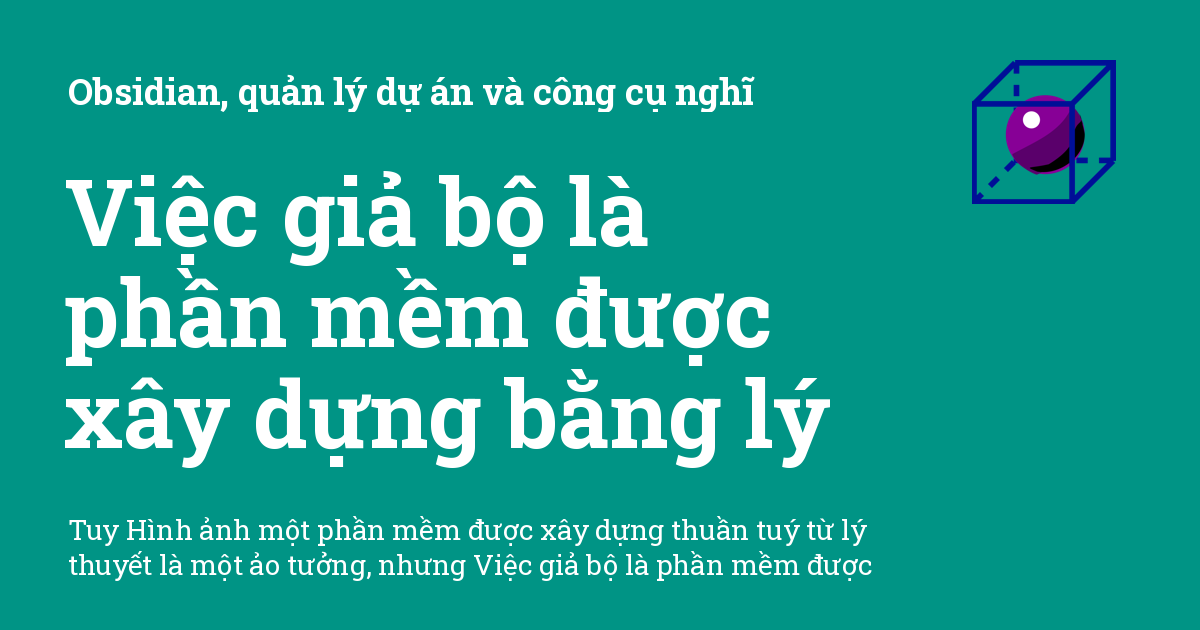 Obsidian, quản lý dự án và công cụ nghĩ
Việc giả bộ là
phần mềm được
xây dựng bằng lý
Tuy Hình ảnh một phần mềm được xây dựng thuần tuý từ lý
thuyết là một ảo tưởng, nhưng Việc giả bộ là phần mềm được